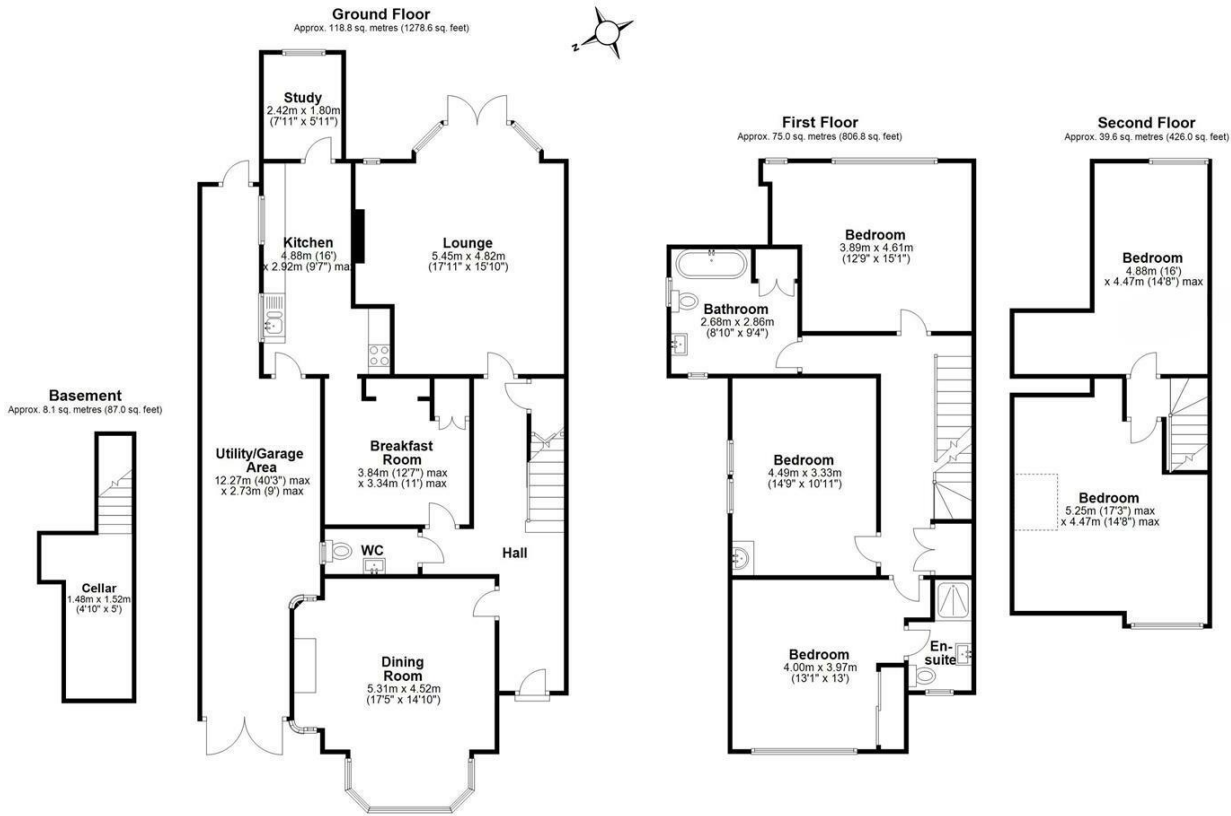 Ground Floor
Approx. 118.8 sq. metres (1278.6 sq. feet)
N
Study
2.42m x 1.80m
(7'11" x 5'11")
Kitchen
4.88m (16')
x 2.92m (9'7") max
Lounge
5.45m x 4.82m
(17'11" x 15'10")
Utility/Garage
Area
12.27m (40'3") max
x 2.73m (9') max
Breakfast
Room
3.84m (12'7") max
x 3.34m (11') max
WC
Hall
Dining
Room
5.31m x 4.52m
(17'5" x 14'10")
Basement
Approx. 8.1 sq. metres (87.0 sq. feet)
Cellar
1.48m x 1.52m
(4'10" x 5')
First Floor
Approx. 75.0 sq. metres (806.8 sq. feet)
Bedroom
3.89m x 4.61m
(12'9" x 15'1")
Bathroom
2.68m x 2.86m
(8'10" x 9'4")
Bedroom
4.49m x 3.33m
(14'9" x 10'11")
Bedroom
4.00m x 3.97m
(13'1" x 13')
En-
suite
Second Floor
Approx. 39.6 sq. metres (426.0 sq. feet)
Bedroom
4.88m (16')
x 4.47m (14'8") max
Bedroom
5.25m (17'3") max
x 4.47m (14'8") max